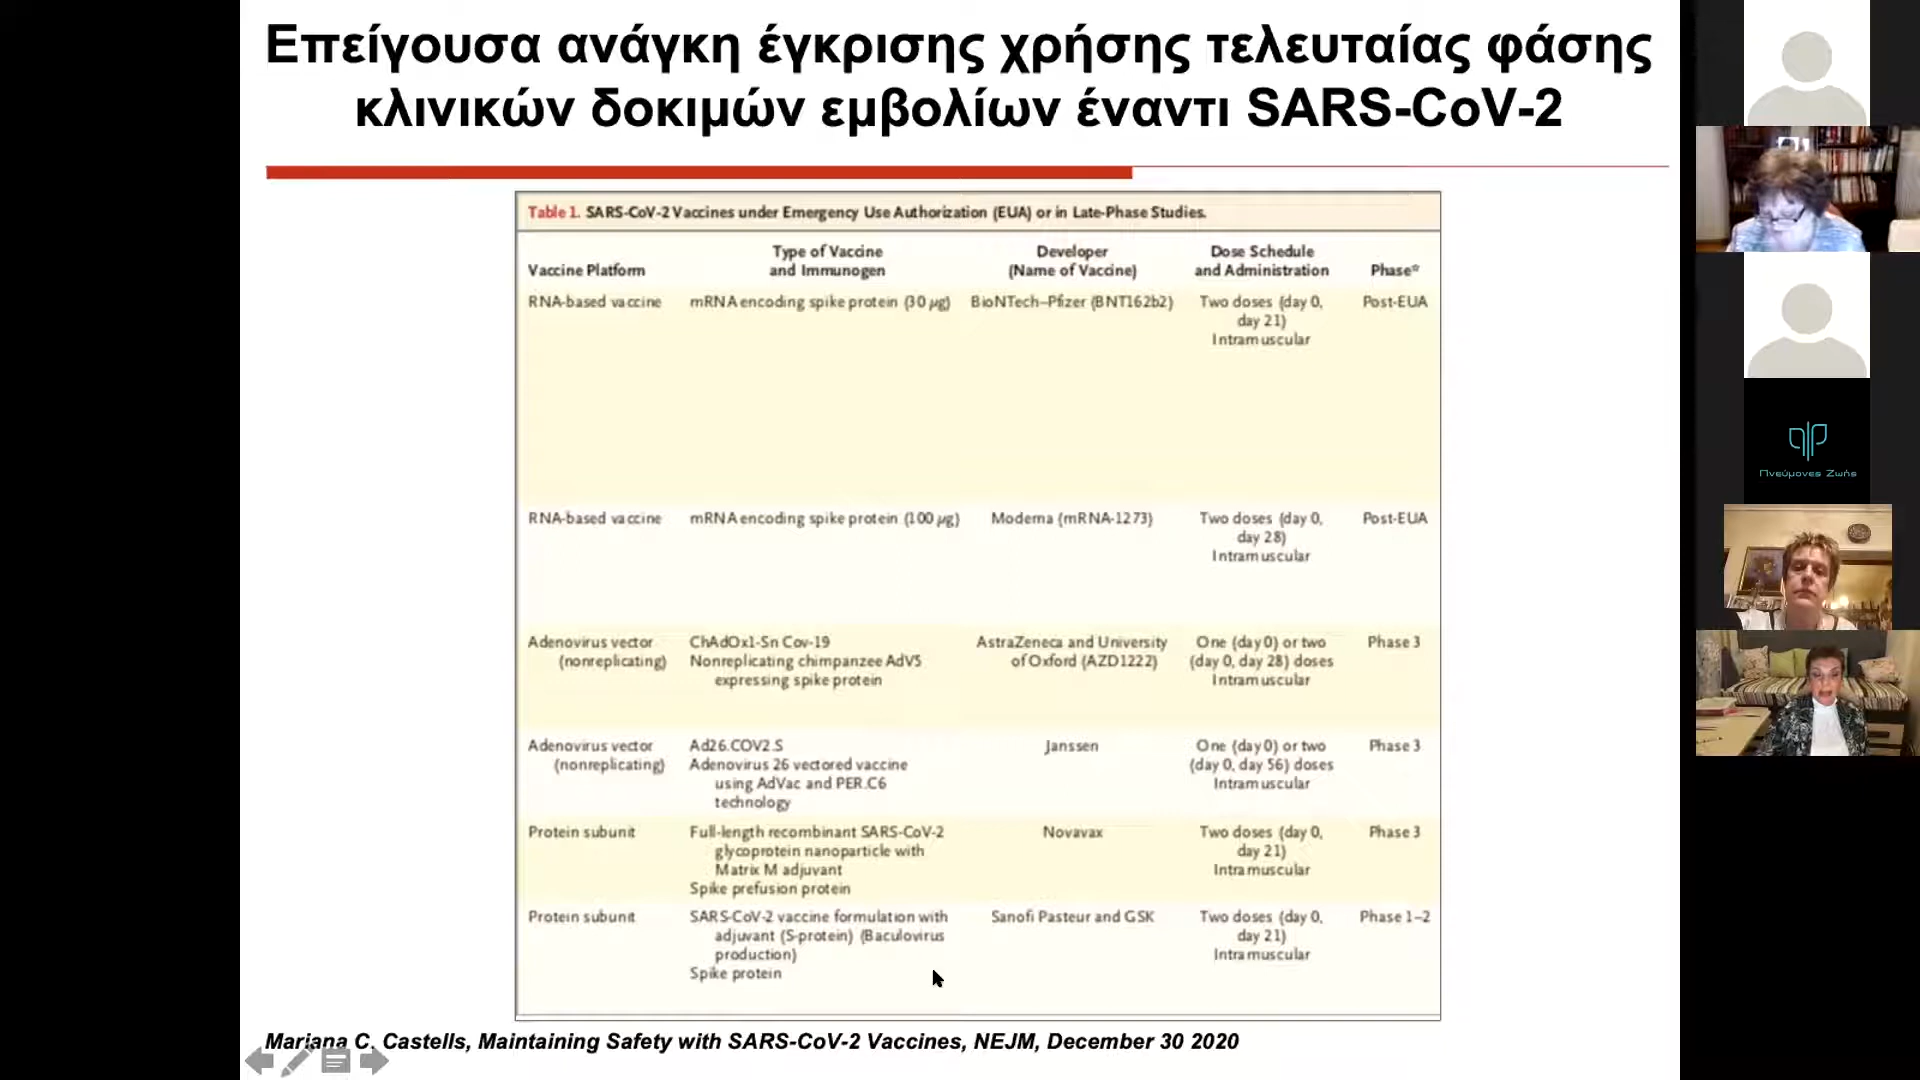 Επείγουσα ανάγκη έγκρισης χρήσης τελευταίας φάσης
κλινικών δοκιμών εμβολίων έναντι SARS-CoV-2
Table 1. SARS-CoV-2 Vaccines under Emergency Use Authorization (EUA) or in Late-Phase Studies.
Vaccine Platform
Type of Vaccine
and Immunogen
Developer
(Name of Vaccine)
Dose Schedule
and Administration
Phase*
RNA-based vaccine
mRNA encoding spike protein (30 µg)
BioNTech–Pfizer (BNT162b2)
Two doses (day 0,
day 21)
Intramuscular
Post-EUA
RNA-based vaccine
mRNA encoding spike protein (100 µg)
Moderna (mRNA-1273)
Two doses (day 0,
day 28)
Intramuscular
Post-EUA
Adenovirus vector
(nonreplicating)
ChAdOx1-Sn Cov-19
Nonreplicating chimpanzee AdV5
expressing spike protein
AstraZeneca and University
of Oxford (AZD1222)
One (day 0) or two
(day 0, day 28) doses
Intramuscular
Phase 3
Adenovirus vector
(nonreplicating)
Ad26.COV2.S
Adenovirus 26 vectored vaccine
using AdVac and PER.C6
technology
Janssen
One (day 0) or two
(day 0, day 56) doses
Intramuscular
Phase 3
Protein subunit
Full-length recombinant SARS-CoV-2
glycoprotein nanoparticle with
Matrix M adjuvant
Spike prefusion protein
Novavax
Two doses (day 0,
day 21)
Intramuscular
Phase 3
Protein subunit
SARS-CoV-2 vaccine formulation with
adjuvant (S-protein) (Baculovirus
production)
Spike protein
Sanofi Pasteur and GSK
Two doses (day 0,
day 21)
Intramuscular
Phase 1–2
Mariana C. Castells, Maintaining Safety with SARS-CoV-2 Vaccines, NEJM, December 30 2020
Πνεύμονες Ζωής